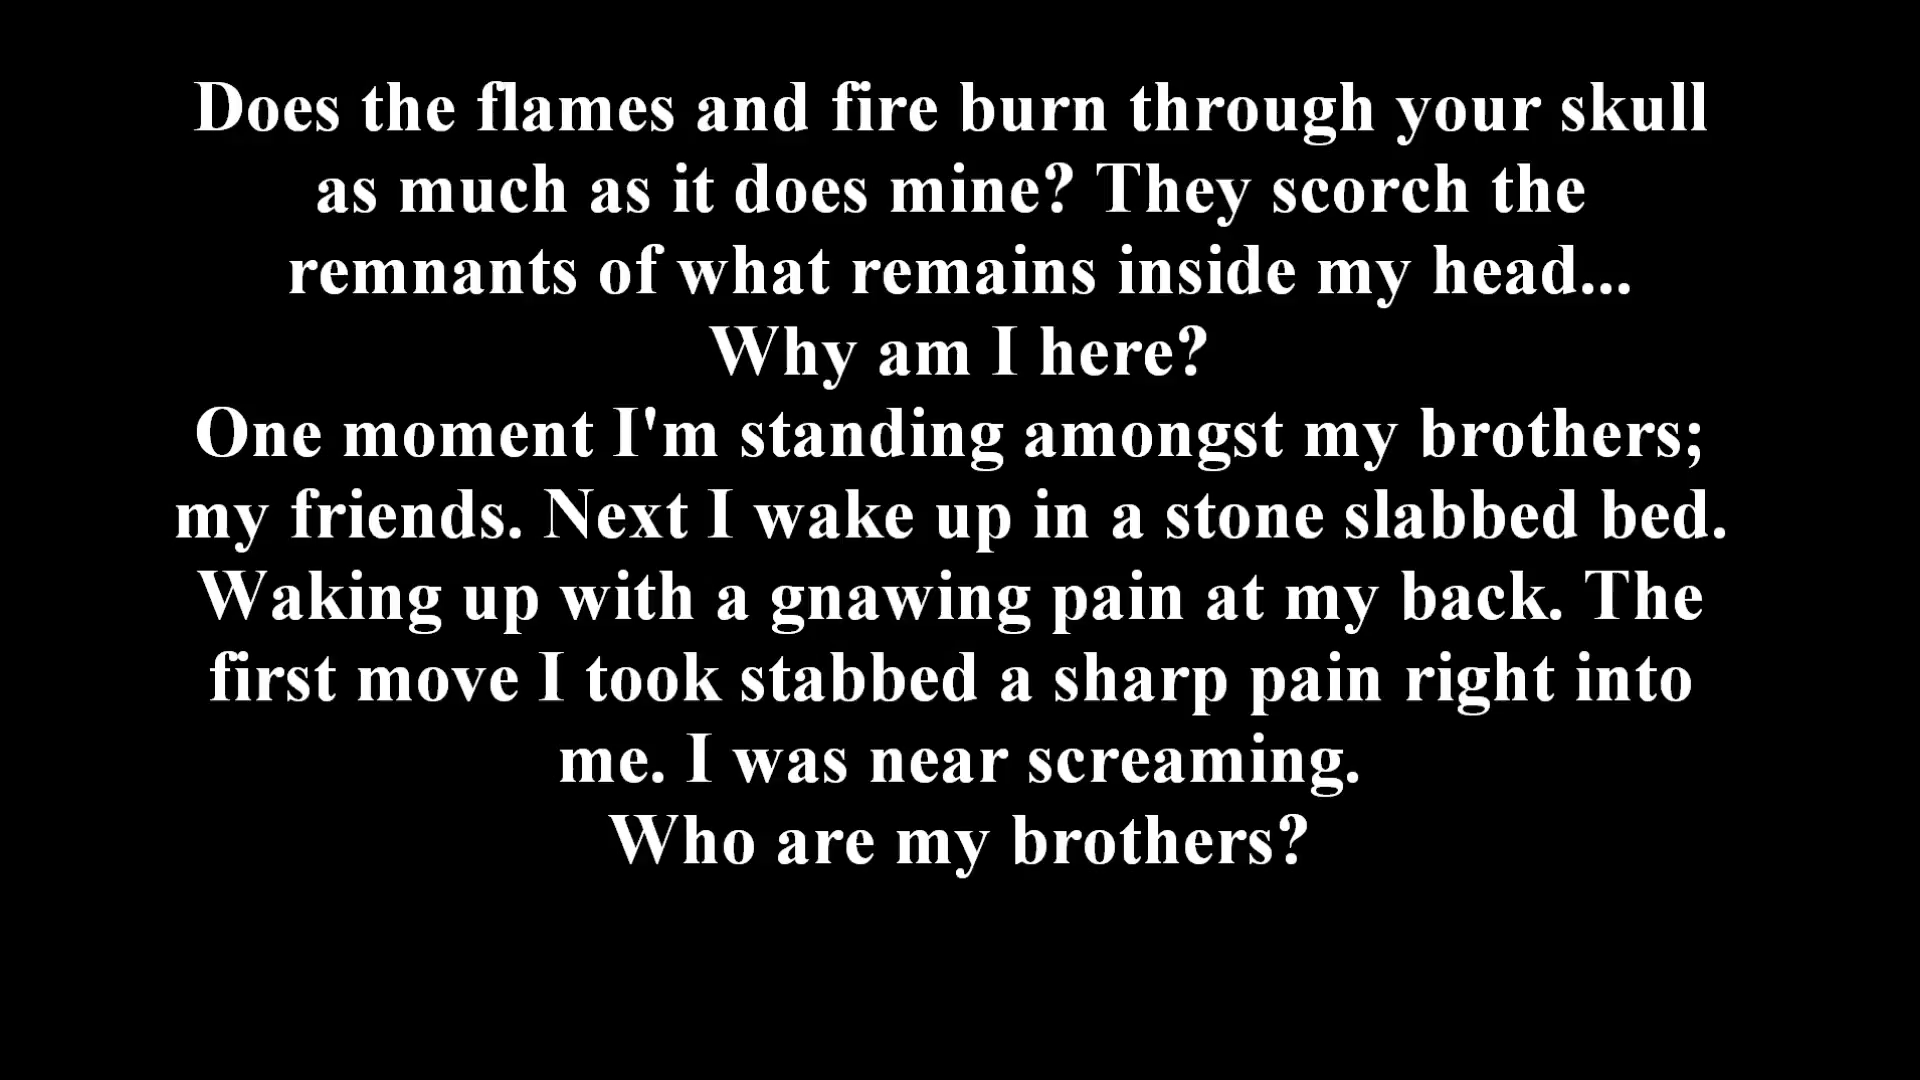 Does the flames and fire burn through your skull
as much as it does mine? They scorch the
remnants of what remains inside my head...
Why am I here?
One moment I'm standing amongst my brothers;
my friends. Next I wake up in a stone slabbed bed.
Waking up with a gnawing pain at my back. The
first move I took stabbed a sharp pain right into
me. I was near screaming.
Who are my brothers?